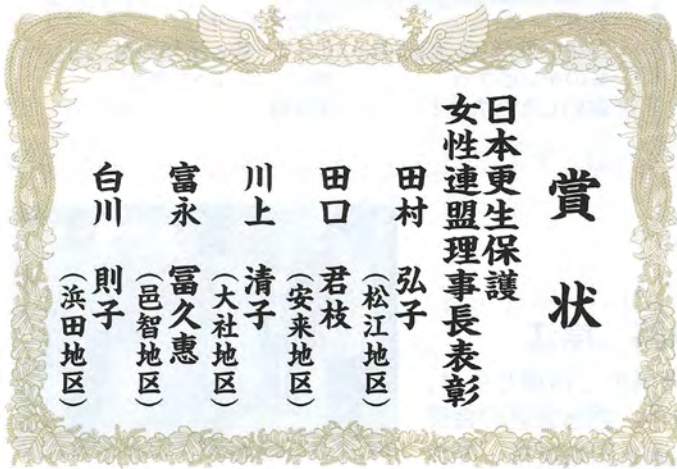 賞状
日本更生保護
女性連盟理事長表彰
田村 弘子
(松江地区)
田口 君枝
(安来地区)
川上 清子
(大社地区)
富永 冨久惠
(邑智地区)
白川 則子
(浜田地区)